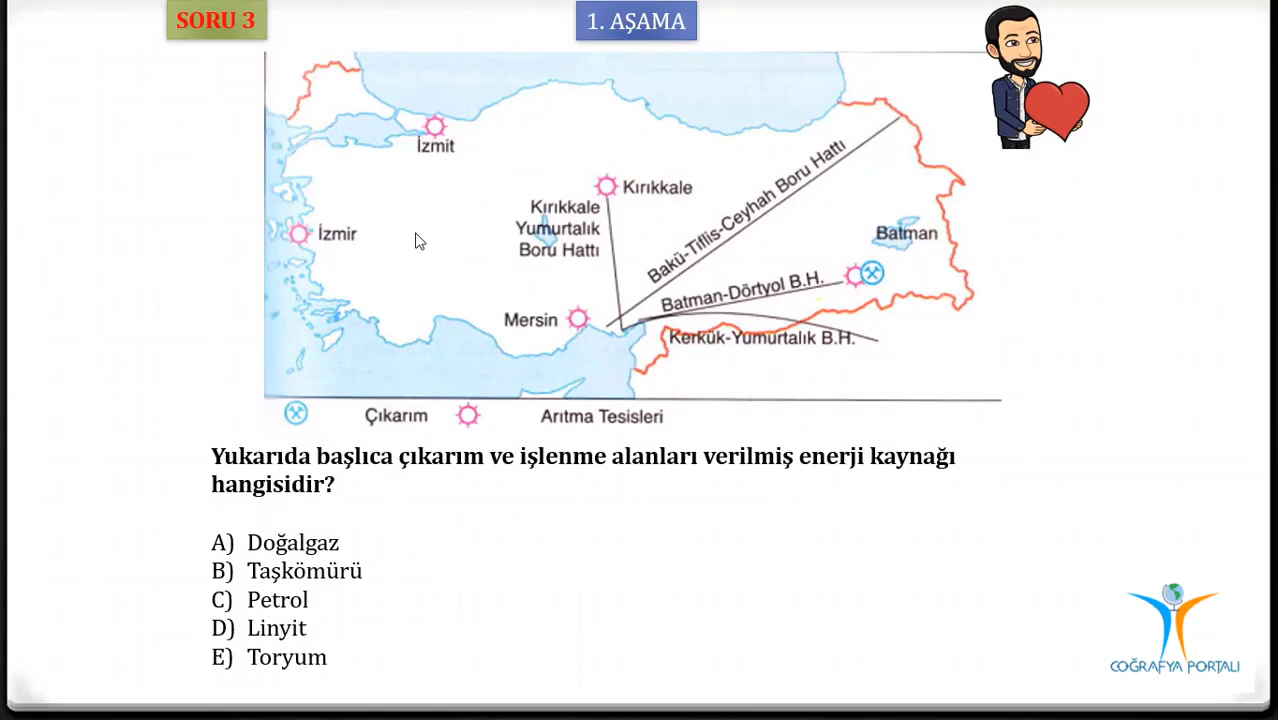 SORU 3
1. AŞAMA
İzmit
Kırıkkale
Kırıkkale
Yumurtalık
Boru Hattı
İzmir
Bakü-Tiflis-Ceyhah Boru Hattı
Batman
Batman-Dörtyol B.H.
Mersin
Kerkük-Yumurtalık B.H.
Çıkarım
Arıtma Tesisleri
Yukarıda başlıca çıkarım ve işlenme alanları verilmiş enerji kaynağı
hangisidir?
A) Doğalgaz
B) Taşkömürü
C) Petrol
D) Linyit
E) Toryum
COĞRAFYA PORTALI